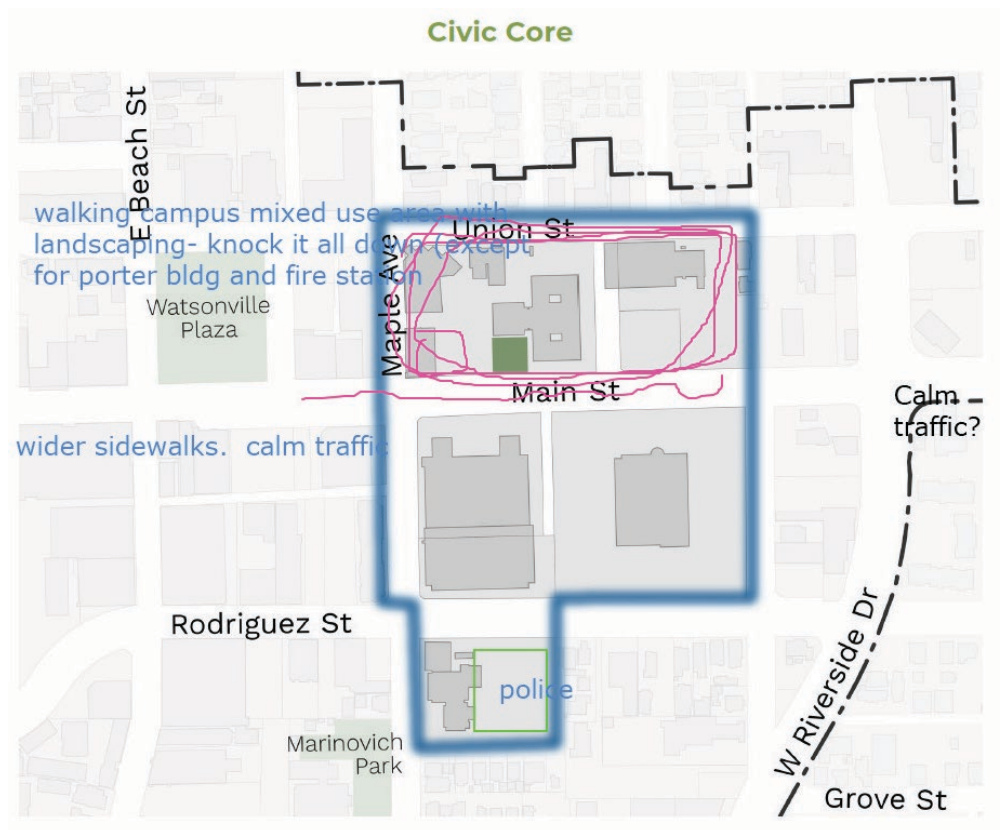 Civic Core
E Beach St
walking campus mixed use area with
landscaping- knock it all down (except
for porter bldg and fire station
Union St
Maple Ave
Watsonville
Plaza
Main St
Calm
traffic?
wider sidewalks.  calm traffic
Rodriguez St
police
W Riverside Dr
Marinovich
Park
Grove St